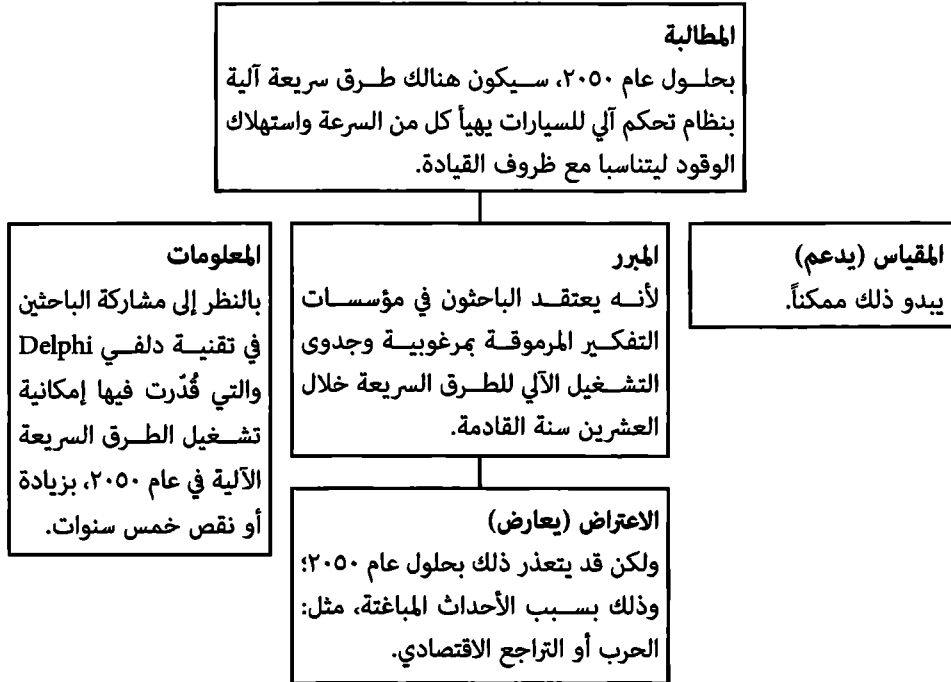 المطالبة
بحلول عام ٢٠٥٠، سيكون هنالك طرق سريعة آلية
بنظام تحكم آلي للسيارات يهيأ كل من السرعة واستهلاك
الوقود ليتناسبا مع ظروف القيادة.
المقياس (يدعم)
يبدو ذلك ممكناً.
المبرر
لأنه يعتقد الباحثون في مؤسسات
التفكير المرموقة بمرغوبية وجدوى
التشغيل الآلي للطرق السريعة خلال
العشرين سنة القادمة.
المعلومات
بالنظر إلى مشاركة الباحثين
في تقنية دلفي Delphi
والتي قُدّرت فيها إمكانية
تشغيل الطرق السريعة
الآلية في عام ٢٠٥٠، بزيادة
أو نقص خمس سنوات.
الاعتراض (يعارض)
ولكن قد يتعذر ذلك بحلول عام ٢٠٥٠؛
وذلك بسبب الأحداث المباغتة، مثل:
الحرب أو التراجع الاقتصادي.